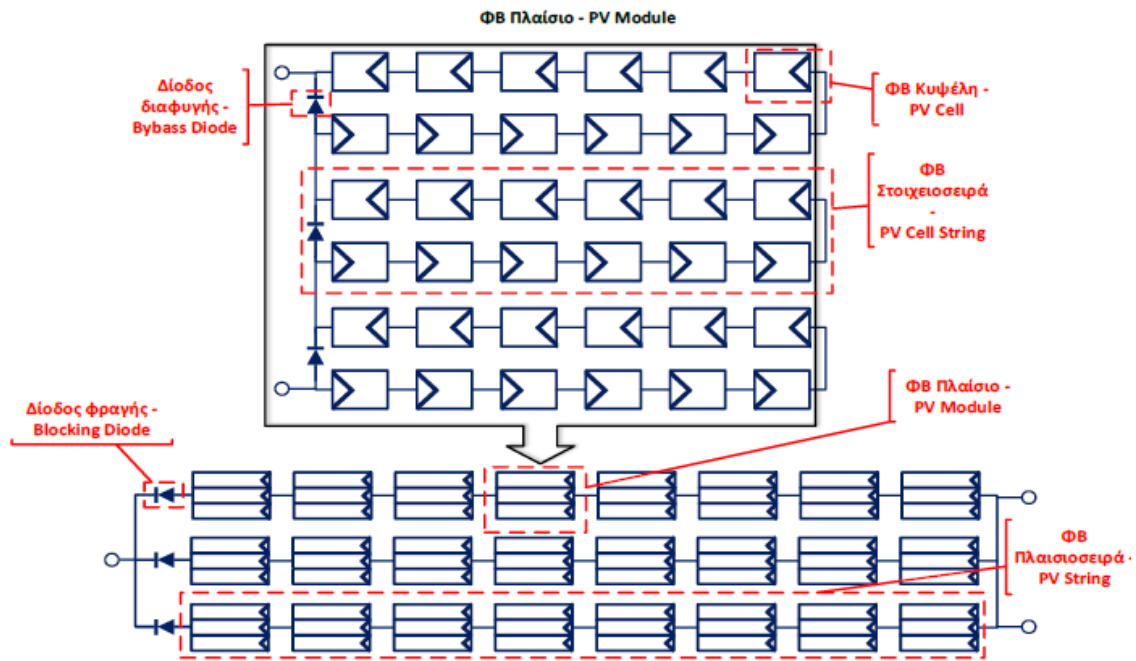 ΦΒ Πλαίσιο - PV Module
Δίοδος
διαφυγής -
Bybass Diode
ΦΒ Κυψέλη -
PV Cell
ΦΒ
Στοιχειοσειρά
-
PV Cell String
ΦΒ Πλαίσιο -
PV Module
Δίοδος φραγής -
Blocking Diode
ΦΒ
Πλαισιοσειρά -
PV String